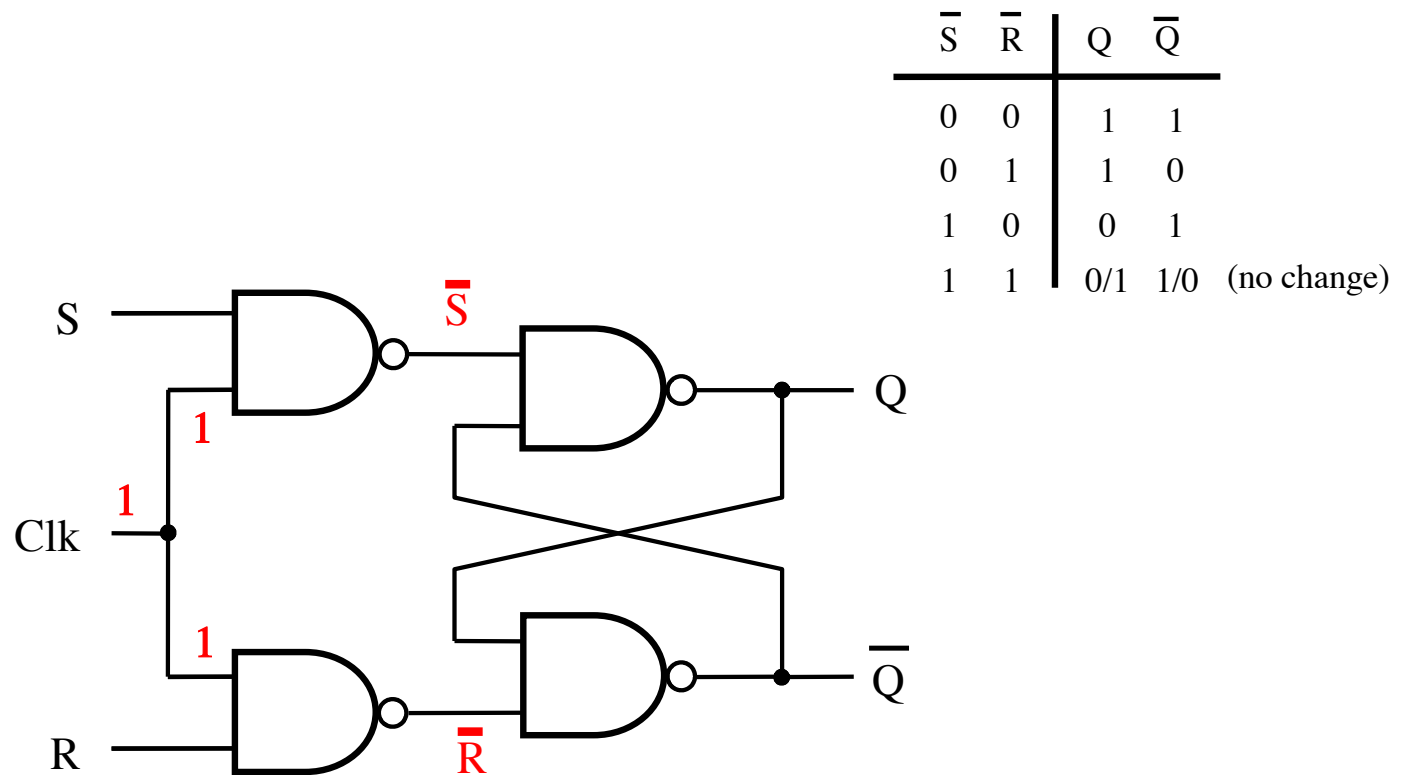 S̅ R̅ Q Q̅
0 0 1 1
0 1 1 0
1 0 0 1
1 1 0/1 1/0 (no change)
S̅
S
Q
1
1
Clk
1
Q̅
R
R̅